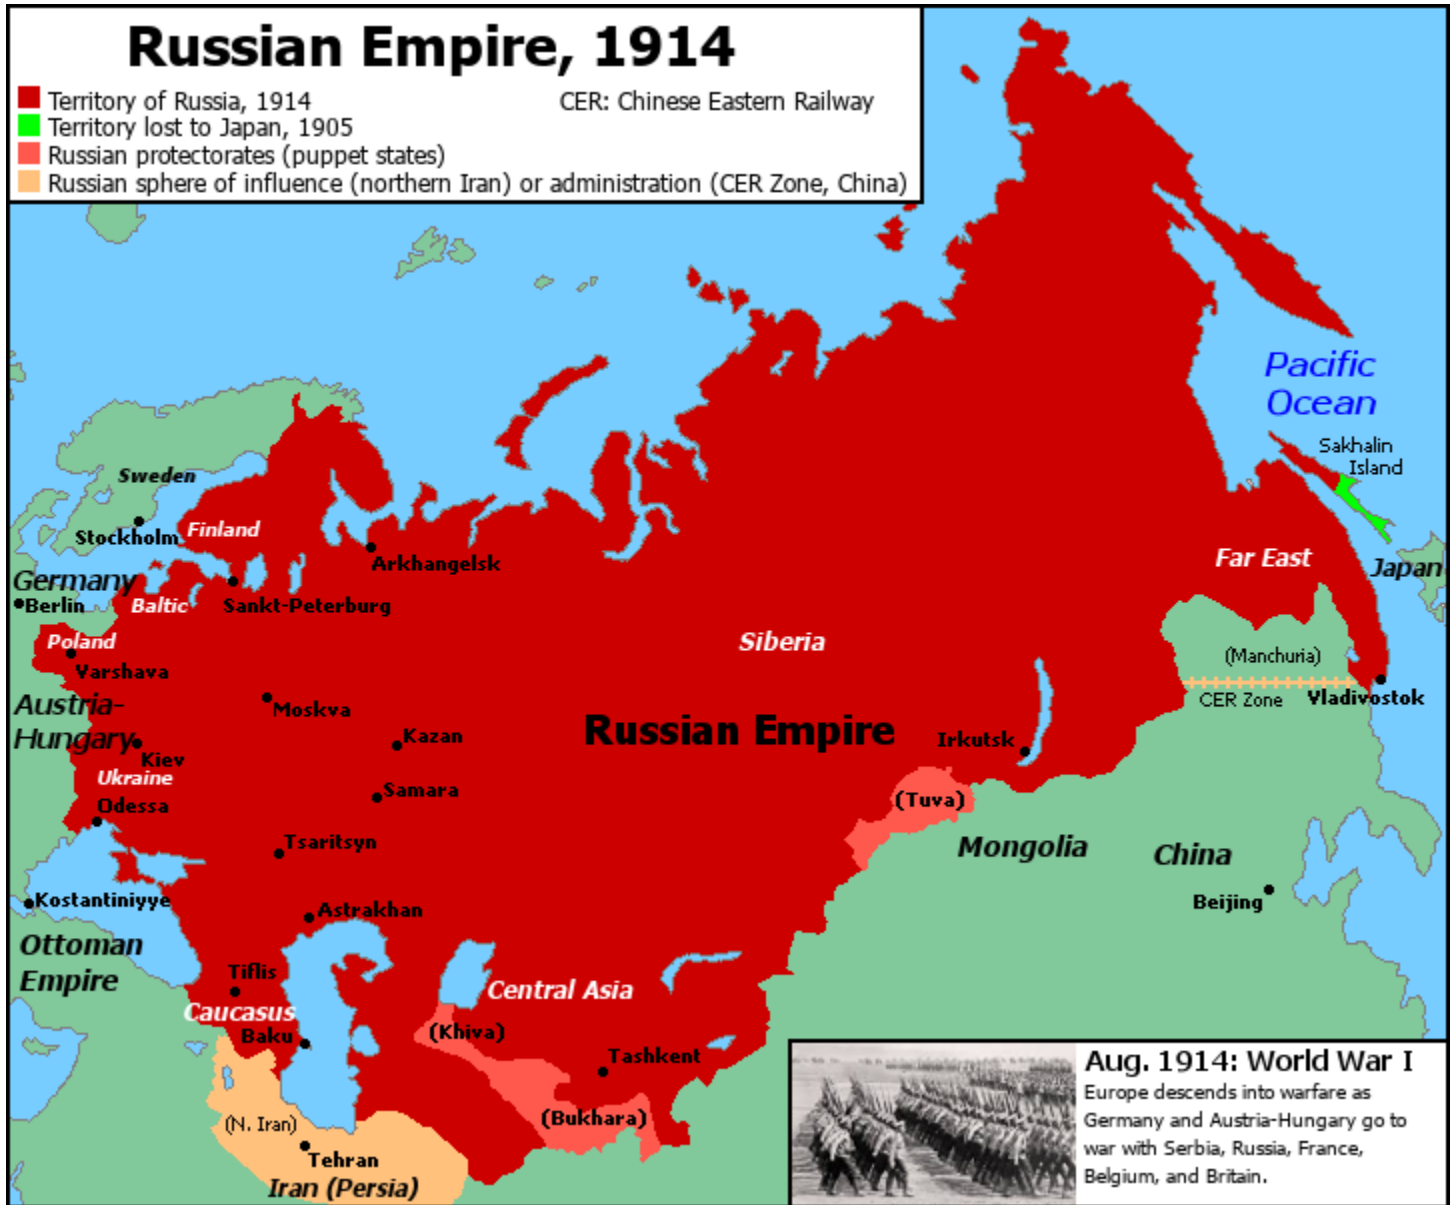 Russian Empire, 1914
Territory of Russia, 1914
CER: Chinese Eastern Railway
Territory lost to Japan, 1905
Russian protectorates (puppet states)
Russian sphere of influence (northern Iran) or administration (CER Zone, China)
Pacific
Ocean
Sakhalin
Island
Sweden
Stockholm
Finland
Arkhangelsk
Far East
Japan
Germany
Berlin
Baltic
Sankt-Peterburg
Poland
Varshava
Siberia
(Manchuria)
CER Zone
Vladivostok
Austria-
Hungary
Moskva
Kazan
Russian Empire
Irkutsk
Kiev
Ukraine
Odessa
Samara
(Tuva)
Tsaritsyn
Mongolia
China
Beijing
Kostantiniyye
Astrakhan
Ottoman
Empire
Tiflis
Caucasus
Baku
Central Asia
(Khiva)
Tashkent
(Bukhara)
(N. Iran)
Tehran
Iran (Persia)
Aug. 1914: World War I
Europe descends into warfare as
Germany and Austria-Hungary go to
war with Serbia, Russia, France,
Belgium, and Britain.